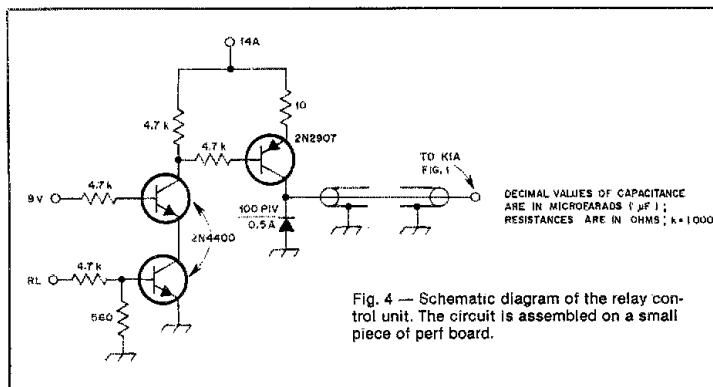 14A
4.7 k
10
2N2907
4.7 k
TO K1A
FIG. 1
9V
4.7k
100 PIV
0.5 A
DECIMAL VALUES OF CAPACITANCE
ARE IN MICROFARADS ( µF ) ;
RESISTANCES ARE IN OHMS ; k=1000
2N4400
RL
4.7 k
560
Fig. 4 — Schematic diagram of the relay con-
trol unit. The circuit is assembled on a small
piece of perf board.